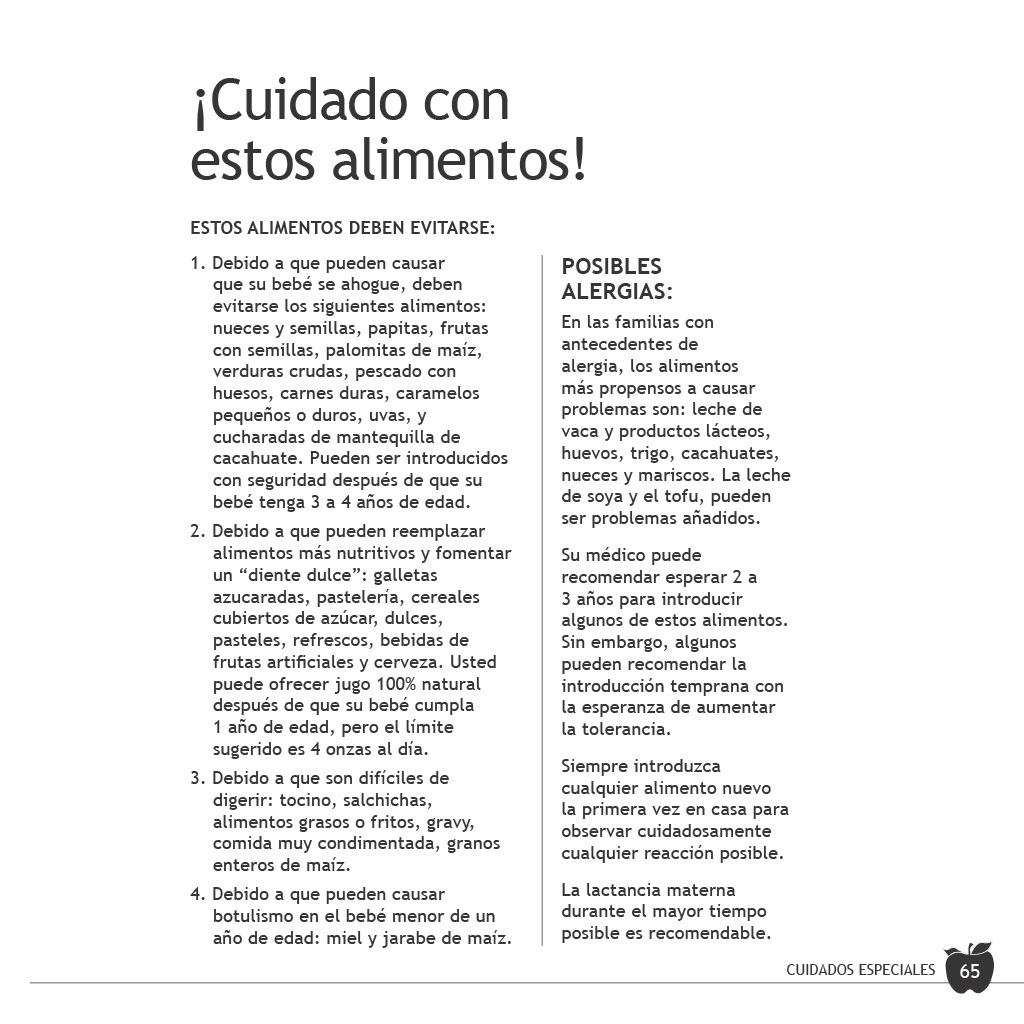 ¡Cuidado con
estos alimentos!
ESTOS ALIMENTOS DEBEN EVITARSE:
1. Debido a que pueden causar
que su bebé se ahogue, deben
evitarse los siguientes alimentos:
nueces y semillas, papitas, frutas
con semillas, palomitas de maíz,
verduras crudas, pescado con
huesos, carnes duras, caramelos
pequeños o duros, uvas, y
cucharadas de mantequilla de
cacahuate. Pueden ser introducidos
con seguridad después de que su
bebé tenga 3 a 4 años de edad.
2. Debido a que pueden reemplazar
alimentos más nutritivos y fomentar
un “diente dulce”: galletas
azucaradas, pastelería, cereales
cubiertos de azúcar, dulces,
pasteles, refrescos, bebidas de
frutas artificiales y cerveza. Usted
puede ofrecer jugo 100% natural
después de que su bebé cumpla
1 año de edad, pero el límite
sugerido es 4 onzas al día.
3. Debido a que son difíciles de
digerir: tocino, salchichas,
alimentos grasos o fritos, gravy,
comida muy condimentada, granos
enteros de maíz.
4. Debido a que pueden causar
botulismo en el bebé menor de un
año de edad: miel y jarabe de maíz.
POSIBLES
ALERGIAS:
En las familias con
antecedentes de
alergia, los alimentos
más propensos a causar
problemas son: leche de
vaca y productos lácteos,
huevos, trigo, cacahuates,
nueces y mariscos. La leche
de soya y el tofu, pueden
ser problemas añadidos.
Su médico puede
recomendar esperar 2 a
3 años para introducir
algunos de estos alimentos.
Sin embargo, algunos
pueden recomendar la
introducción temprana con
la esperanza de aumentar
la tolerancia.
Siempre introduzca
cualquier alimento nuevo
la primera vez en casa para
observar cuidadosamente
cualquier reacción posible.
La lactancia materna
durante el mayor tiempo
posible es recomendable.
CUIDADOS ESPECIALES 65